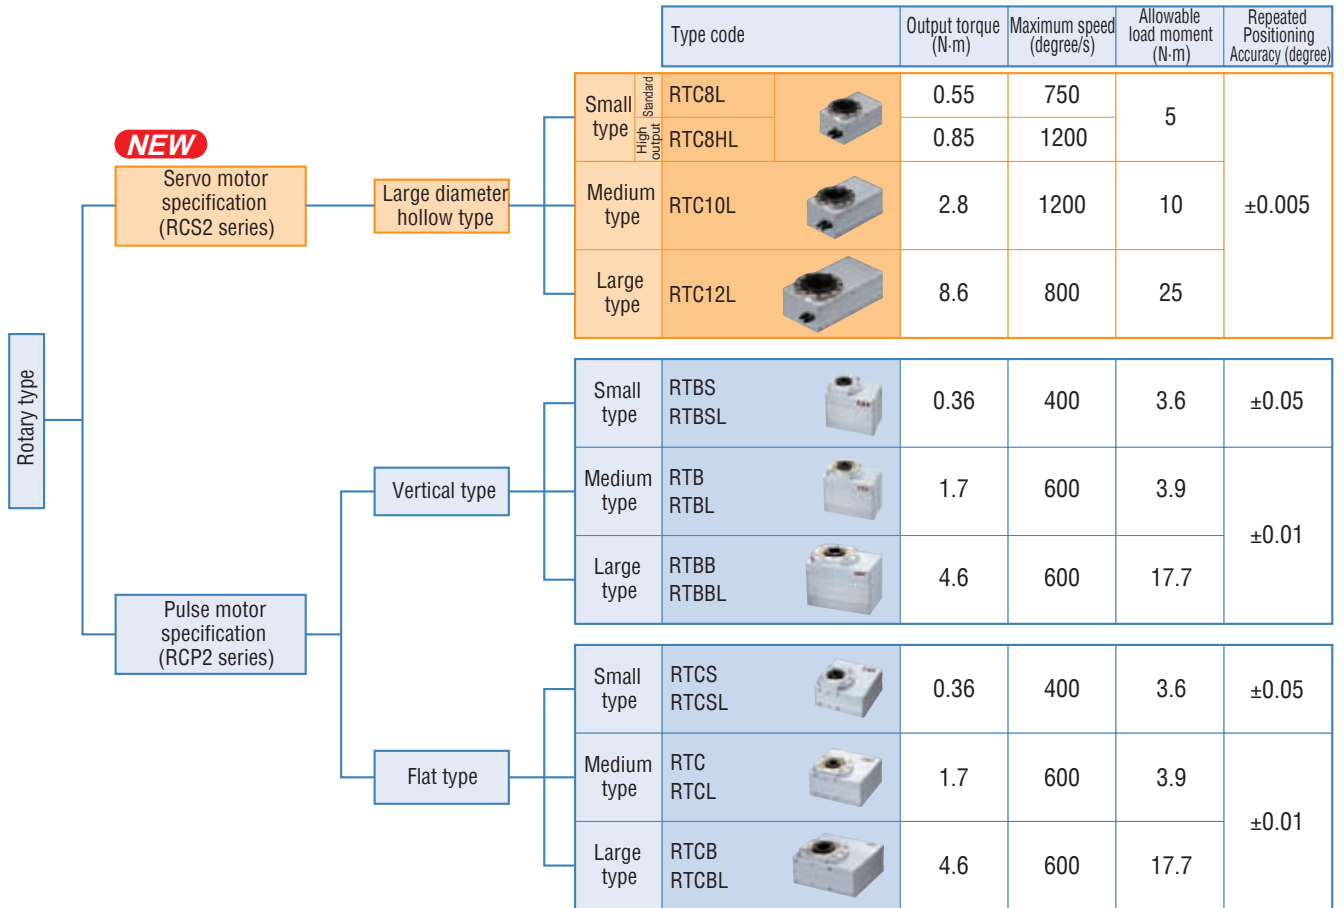 Type code
Output torque
(N·m)
Maximum speed
(degree/s)
Allowable
load moment
(N·m)
Repeated
Positioning
Accuracy (degree)
NEW
Servo motor
specification
(RCS2 series)
Large diameter
hollow type
Small
type
Standard
RTC8L
0.55
750
High
output
RTC8HL
0.85
1200
5
Medium
type
RTC10L
2.8
1200
10
±0.005
Large
type
RTC12L
8.6
800
25
Rotary type
Pulse motor
specification
(RCP2 series)
Vertical type
Small
type
RTBS
RTBSL
0.36
400
3.6
±0.05
Medium
type
RTB
RTBL
1.7
600
3.9
±0.01
Large
type
RTBB
RTBBL
4.6
600
17.7
Flat type
Small
type
RTCS
RTCSL
0.36
400
3.6
±0.05
Medium
type
RTC
RTCL
1.7
600
3.9
±0.01
Large
type
RTCB
RTCBL
4.6
600
17.7